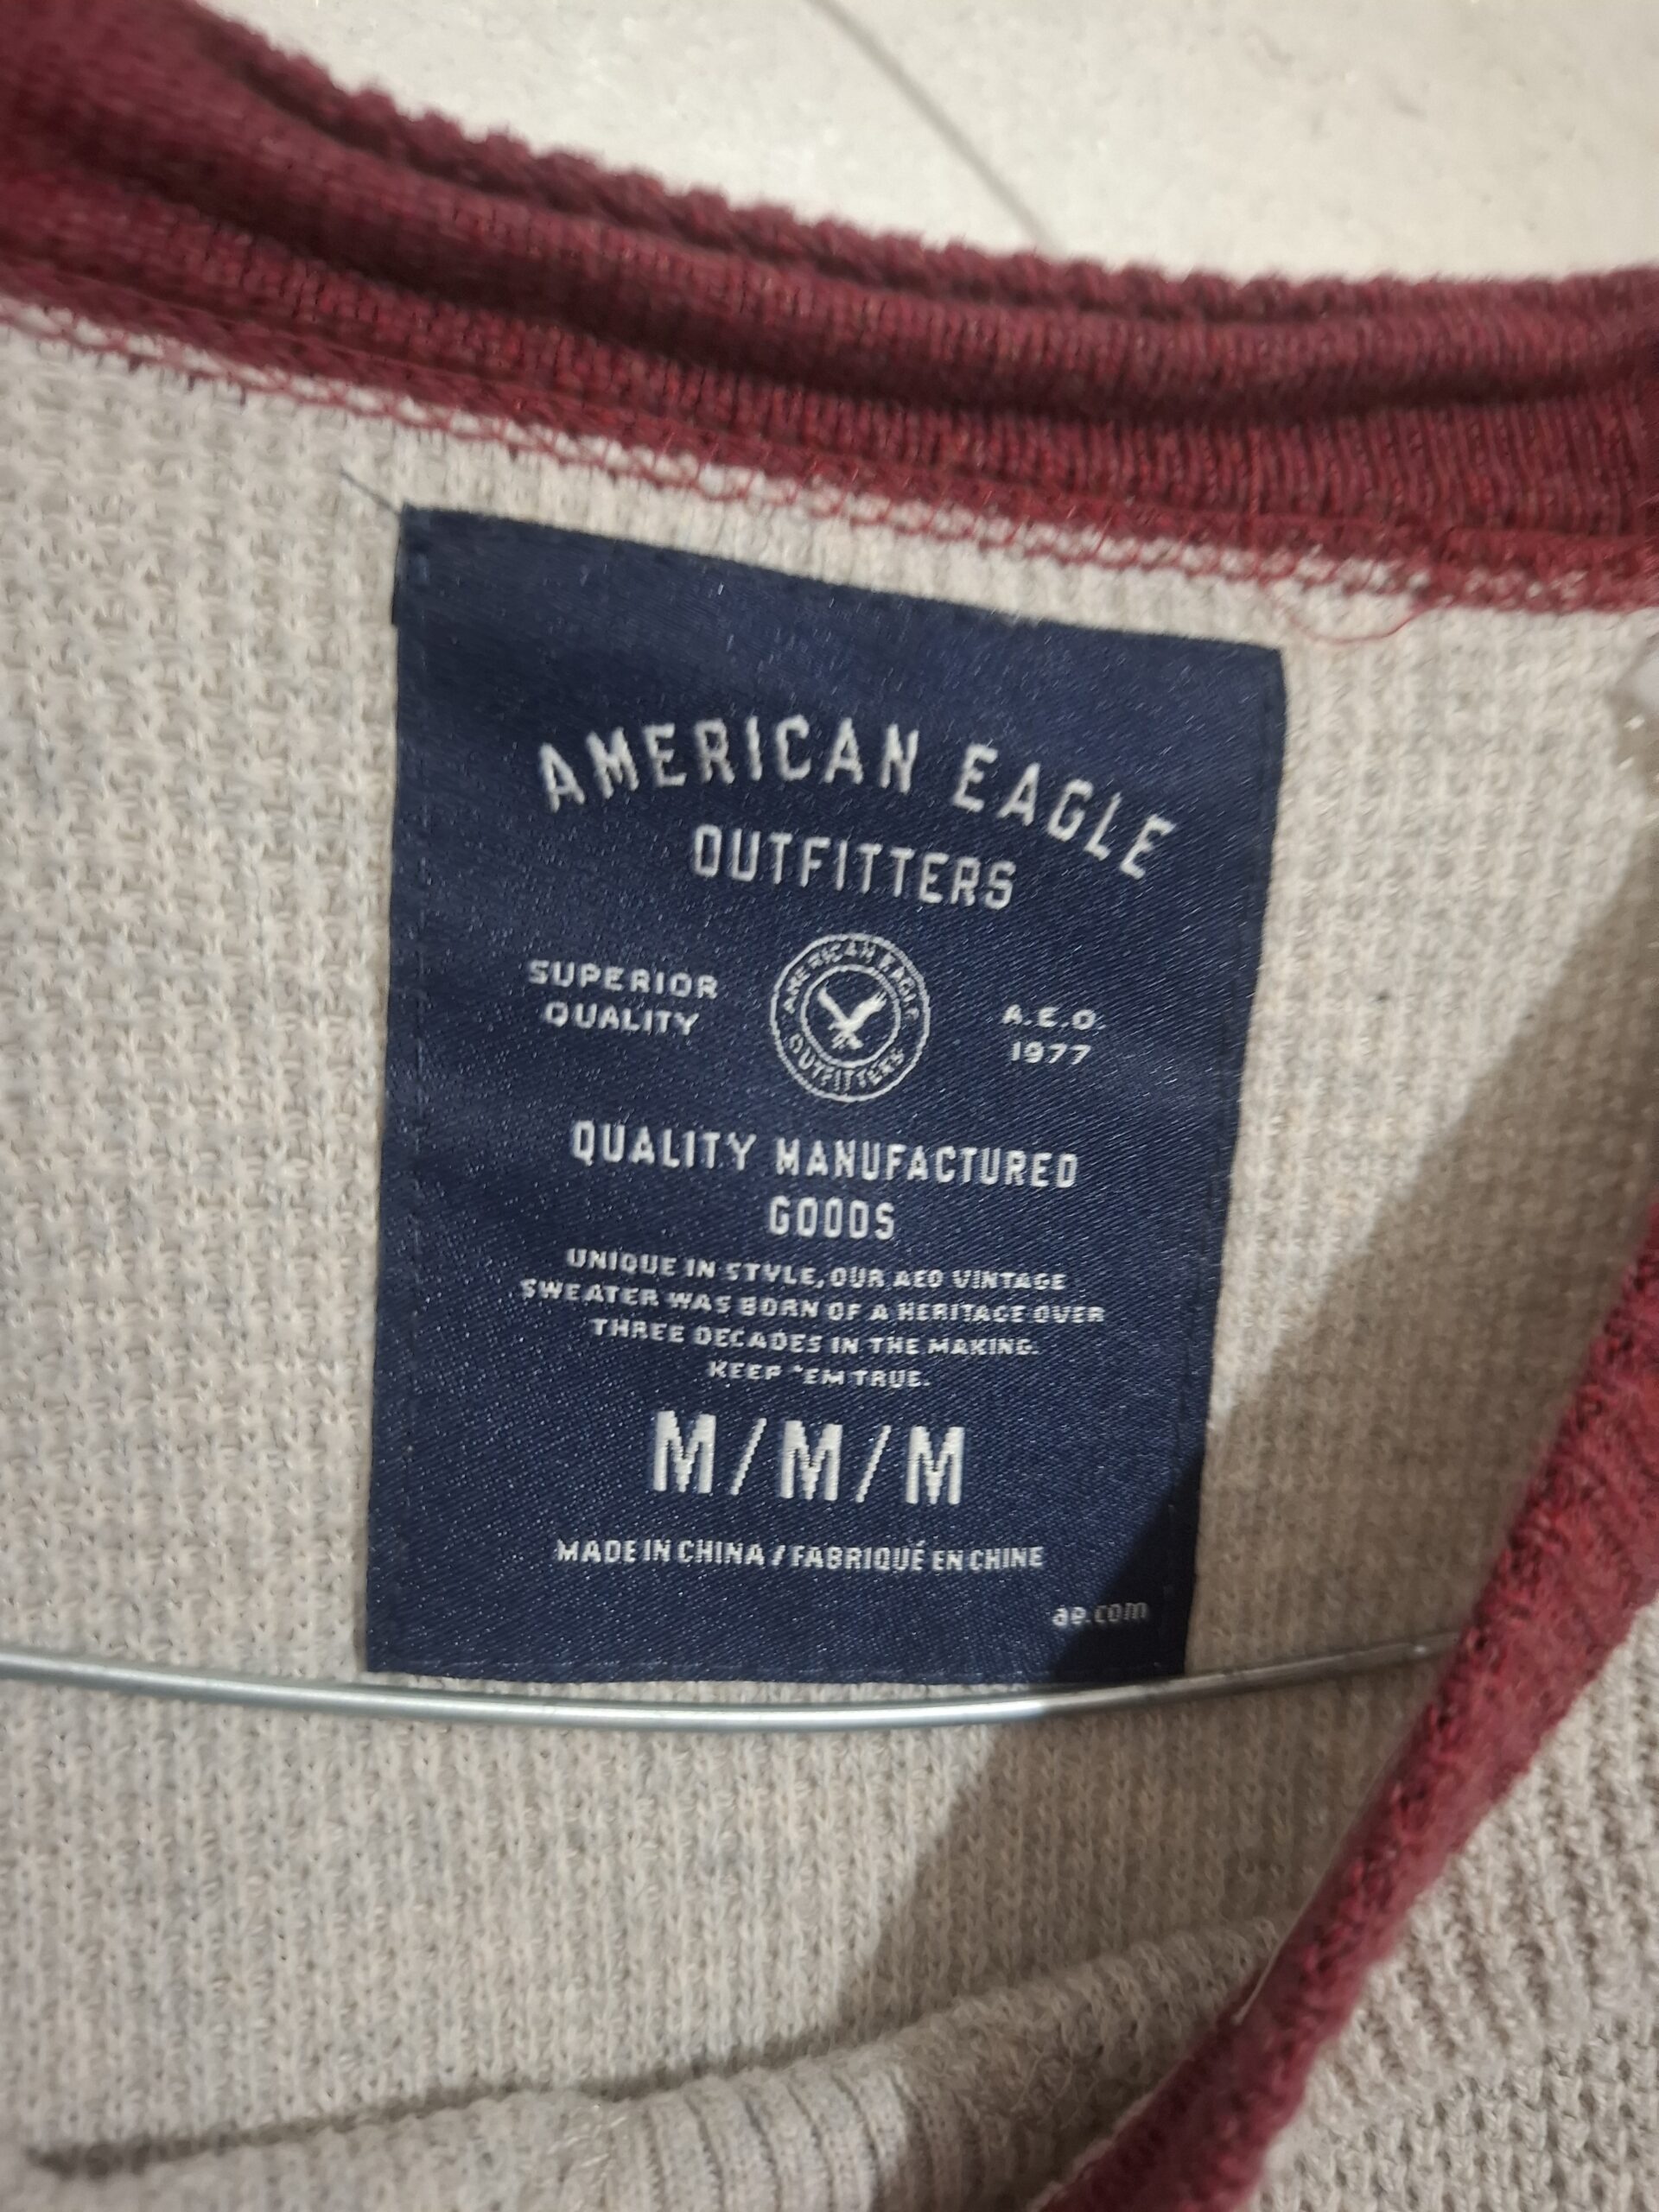 AMERICAN EAGLE
OUTFITTERS
SUPERIOR
QUALITY
AMERICAN EAGLE
OUTFITTERS
A.E.O.
1977
QUALITY MANUFACTURED
GOODS
UNIQUE IN STYLE, OUR AEO VINTAGE
SWEATER WAS BORN OF A HERITAGE OVER
THREE DECADES IN THE MAKING.
KEEP 'EM TRUE.
M/M/M
MADE IN CHINA / FABRIQUÉ EN CHINE
ae.com